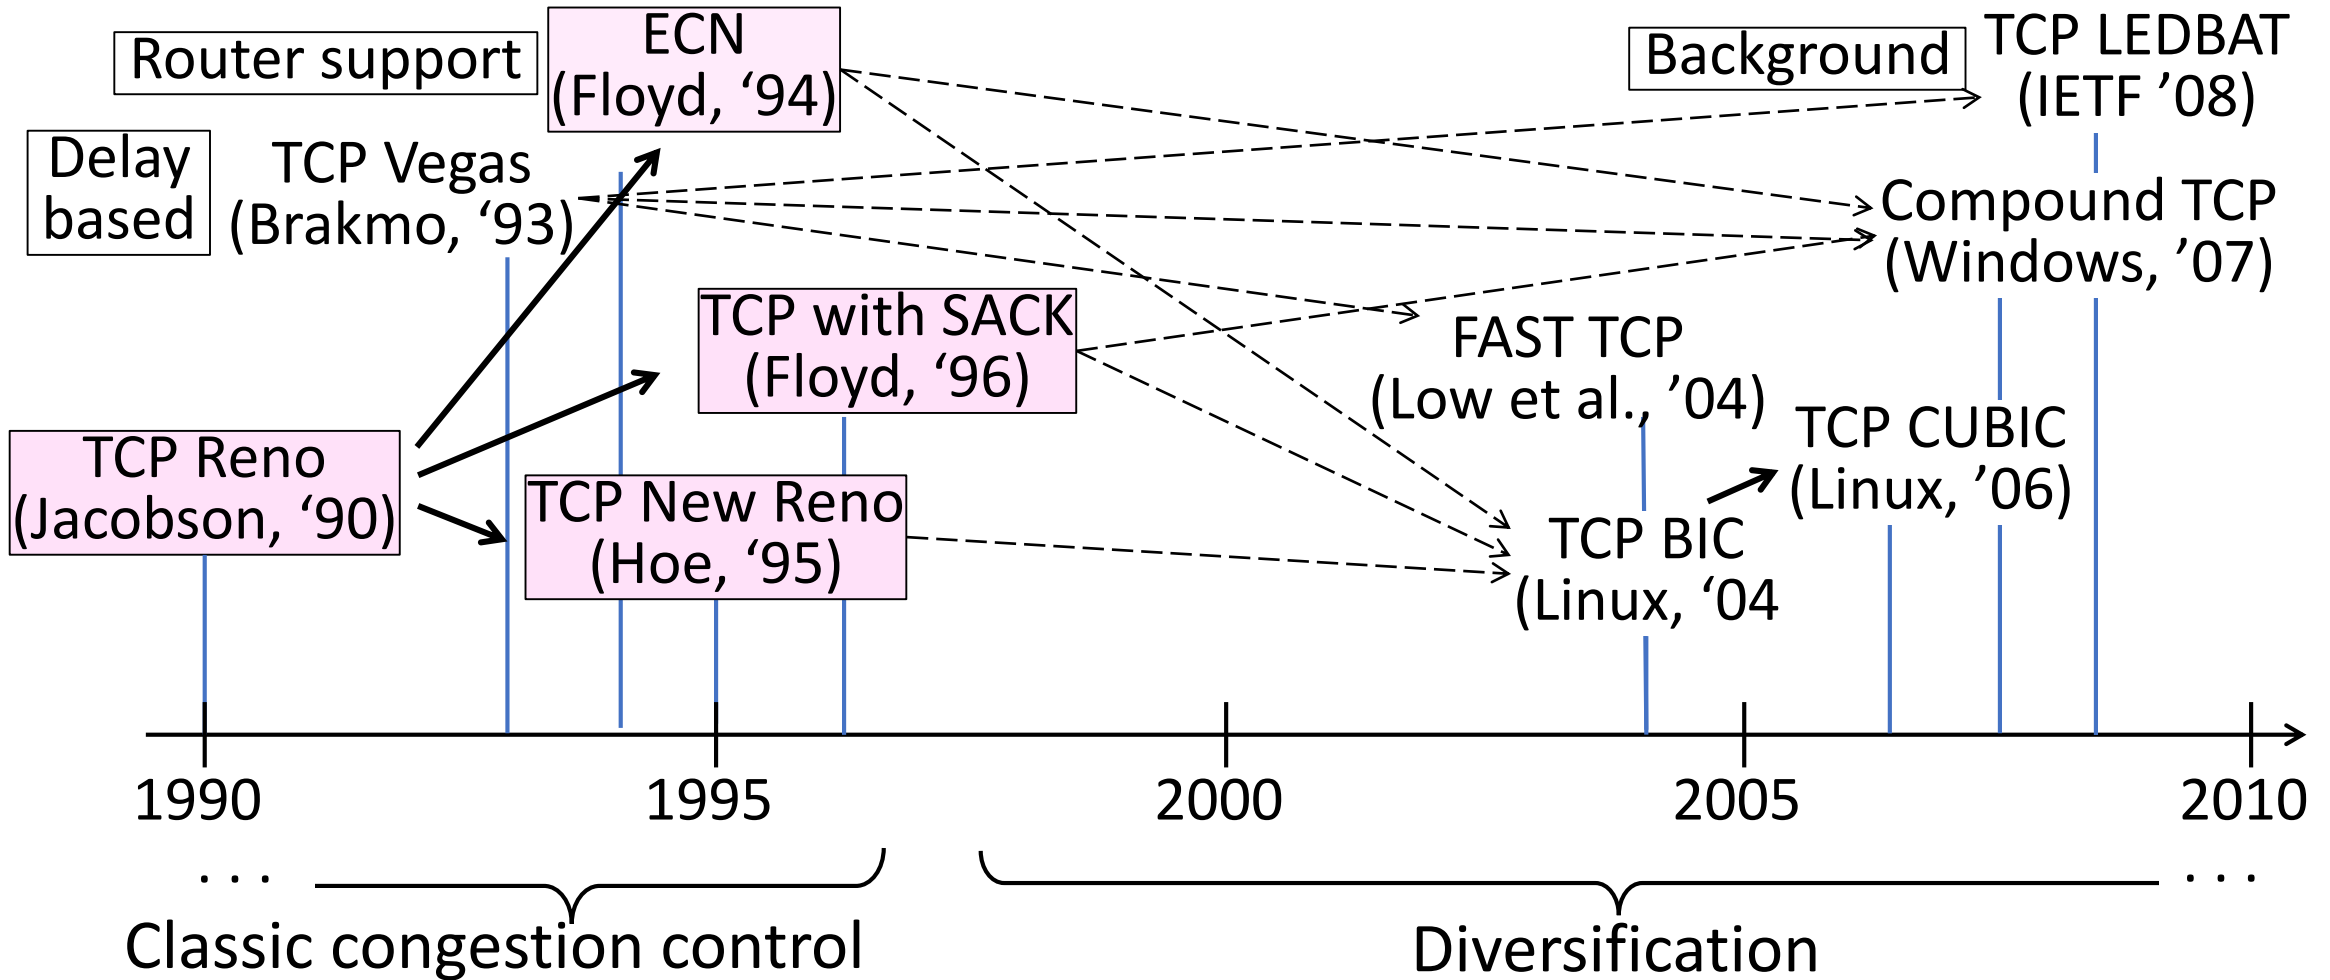 Router support
ECN
(Floyd, ‘94)
Background
TCP LEDBAT
(IETF ’08)
Delay
based
TCP Vegas
(Brakmo, ‘93)
Compound TCP
(Windows, ’07)
TCP with SACK
(Floyd, ‘96)
FAST TCP
(Low et al., ’04)
TCP Reno
(Jacobson, ‘90)
TCP New Reno
(Hoe, ‘95)
TCP CUBIC
(Linux, ’06)
TCP BIC
(Linux, ‘04
1990
1995
2000
2005
2010
. . .
. . .
Classic congestion control
Diversification